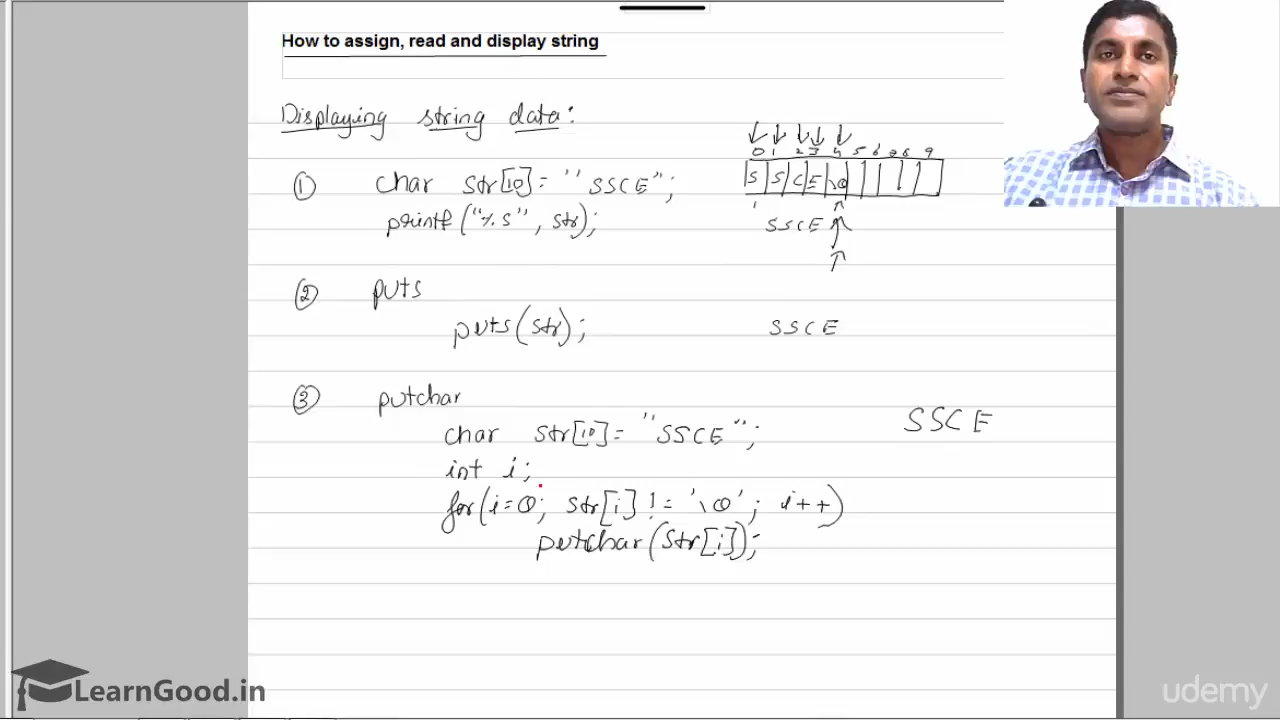 How to assign, read and display string
Displaying string data:
0 1 2 3 4 5 6 7 8 9
① char str[10] = "SSCE"; S S C E \0
printf("%s", str); SSCE
② puts
puts(str); SSCE
③ putchar
char str[10] = "SSCE"; SSCE
int i;
for(i=0; str[i] != '\0'; i++)
putchar(str[i]);
LearnGood.in
udemy